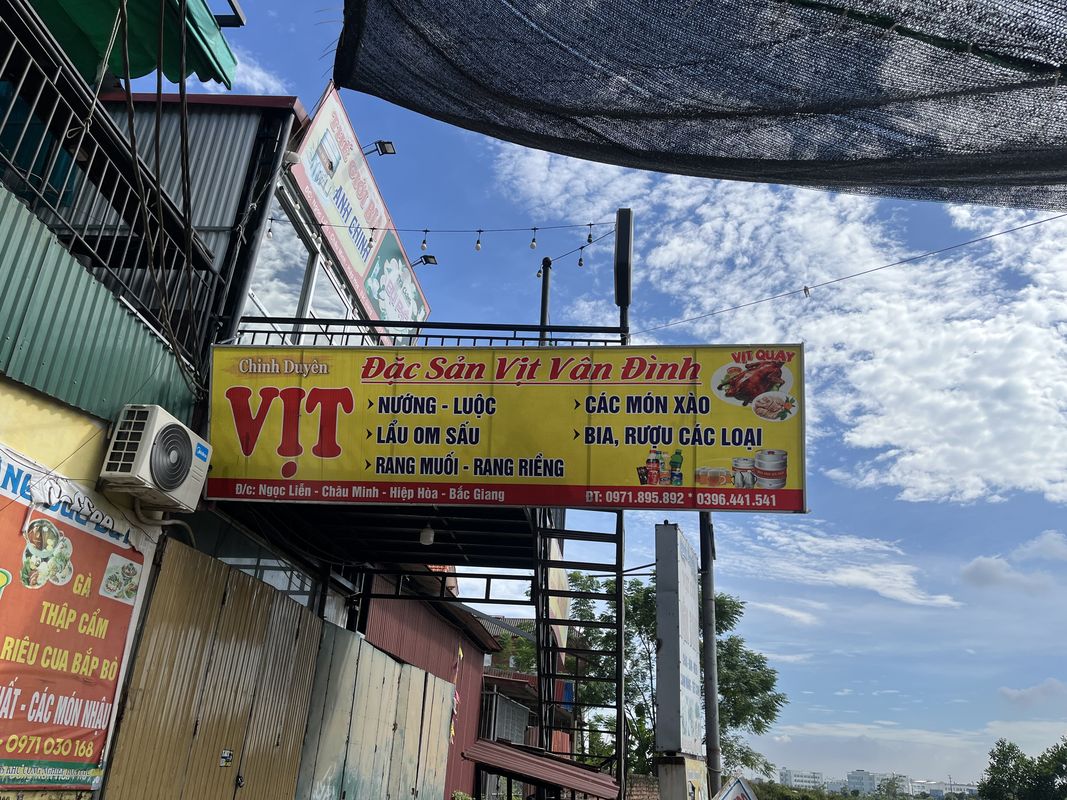 ANH CHINH
Chinh Duyên
Đặc Sản Vịt Vân Đình
VỊT QUAY
VỊT
NƯỚNG - LUỘC
LẨU OM SẤU
RANG MUỐI - RANG RIỀNG
CÁC MÓN XÀO
BIA, RƯỢU CÁC LOẠI
Đ/c: Ngọc Liễn - Châu Minh - Hiệp Hòa - Bắc Giang
ĐT: 0971.895.892 * 0396.441.541
GÀ
THẬP CẨM
RIÊU CUA BẮP BÒ
- CÁC MÓN NHẬU
0971 030 168